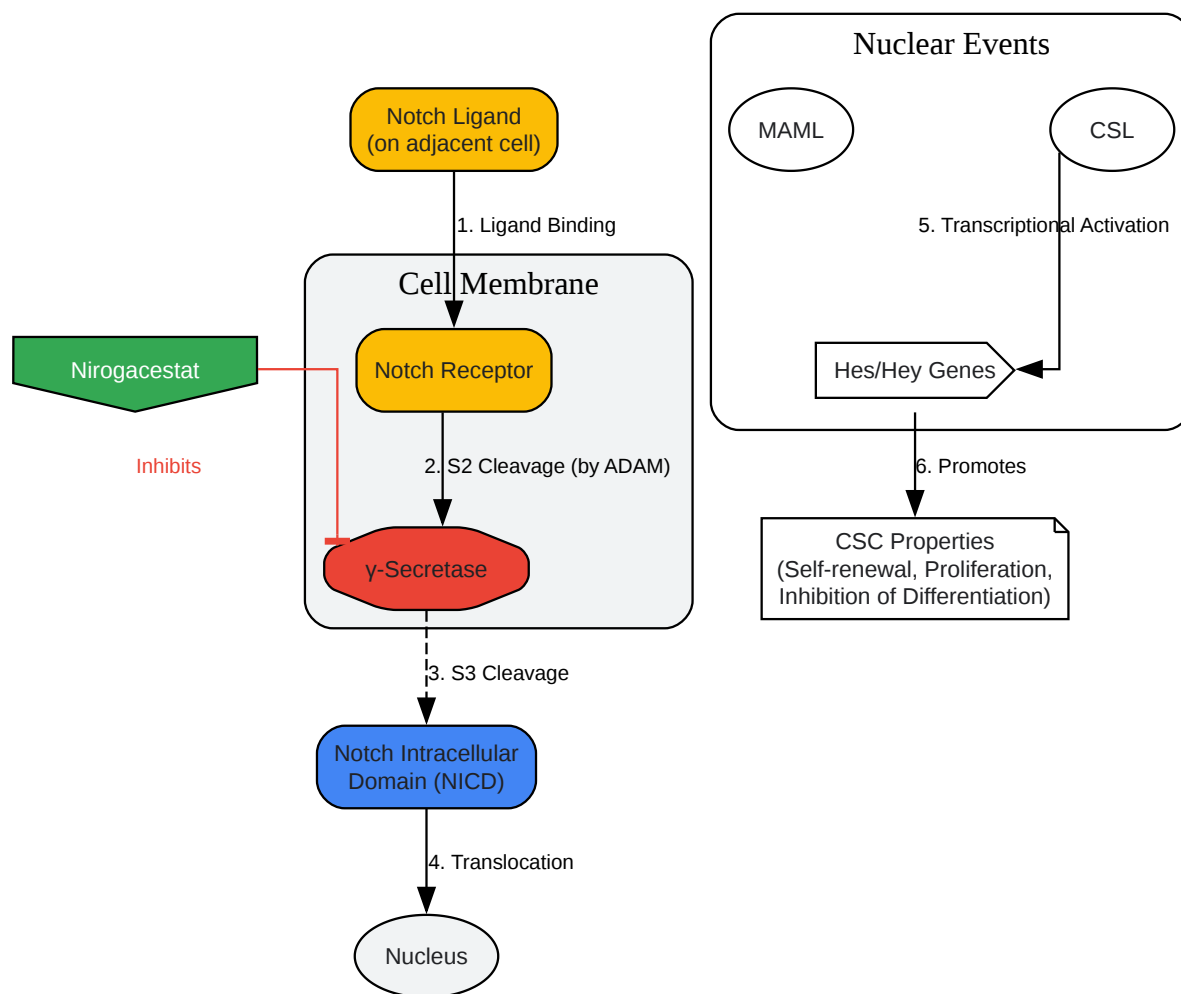 Nuclear Events
Notch Ligand
(on adjacent cell)
MAML
CSL
1. Ligand Binding
5. Transcriptional Activation
Cell Membrane
Nirogacestat
Notch Receptor
Hes/Hey Genes
Inhibits
2. S2 Cleavage (by ADAM)
6. Promotes
γ-Secretase
CSC Properties
(Self-renewal, Proliferation,
Inhibition of Differentiation)
3. S3 Cleavage
Notch Intracellular
Domain (NICD)
4. Translocation
Nucleus